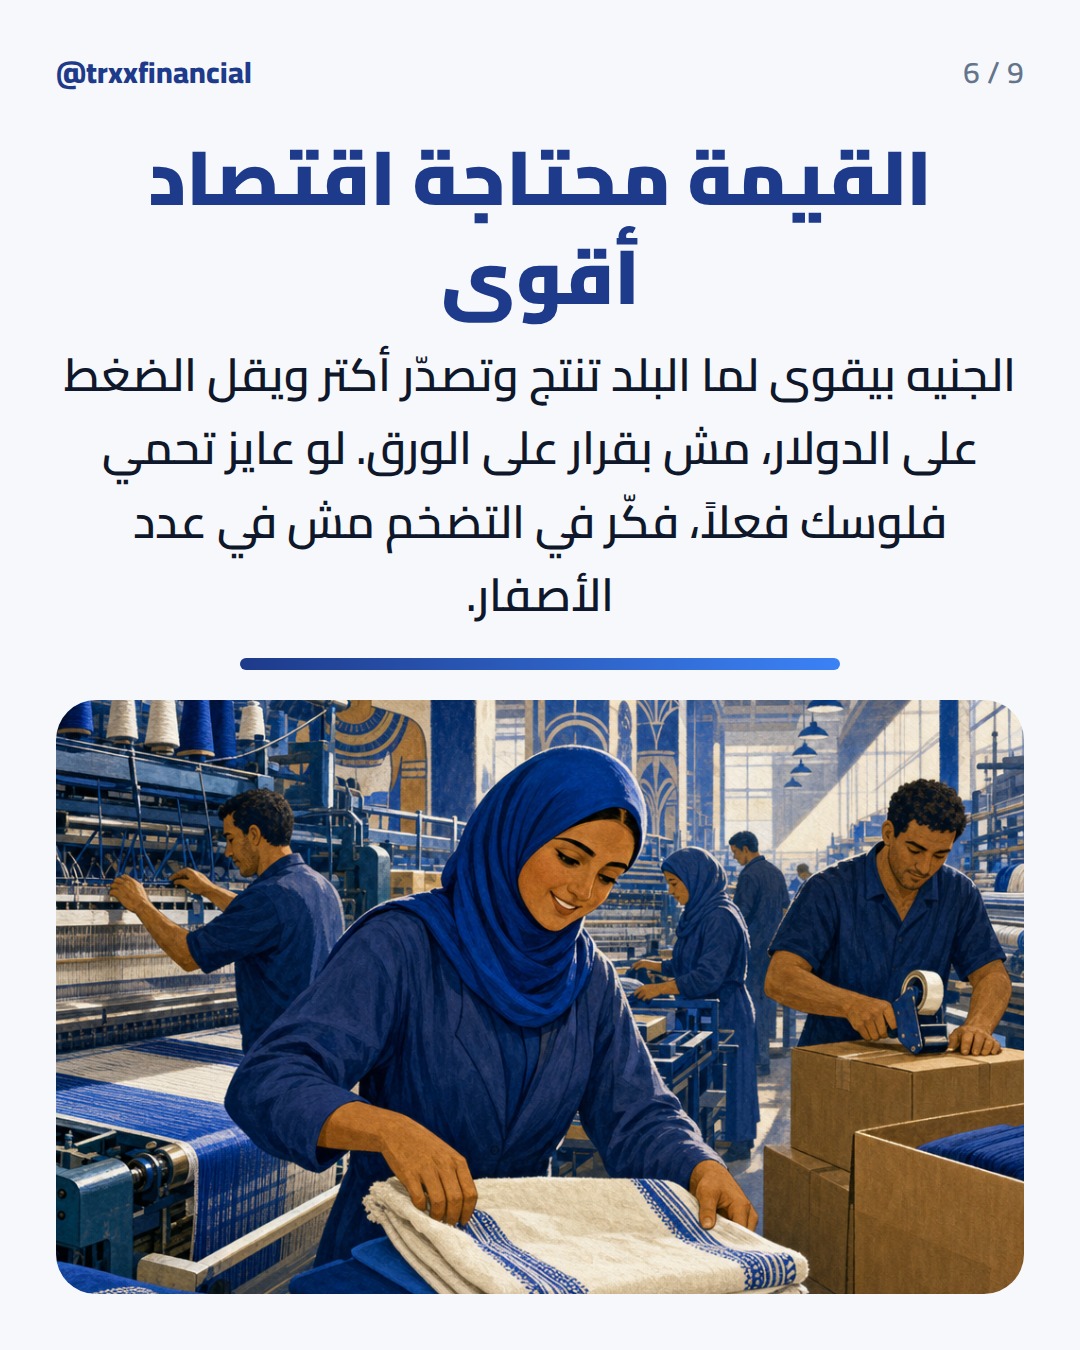 @trxxfinancial
6 / 9
القيمة محتاجة اقتصاد
أقوى
الجنيه بيقوى لما البلد تنتج وتصدّر أكتر ويقل الضغط
على الدولار، مش بقرار على الورق. لو عايز تحمي
فلوسك فعلاً، فكّر في التضخم مش في عدد
الأصفار.